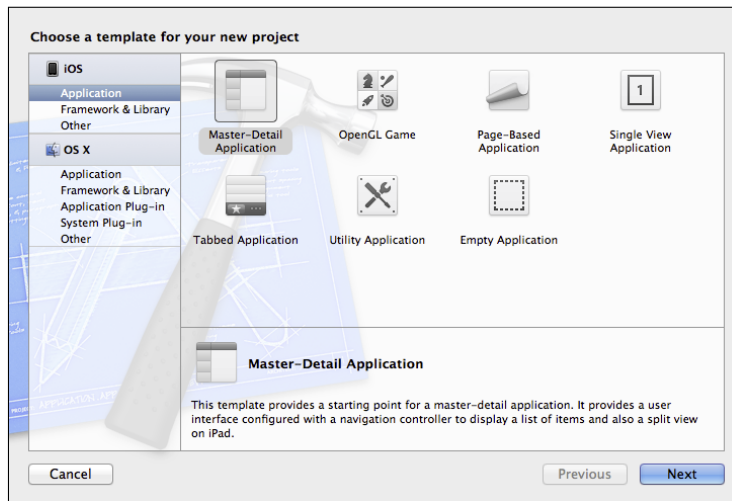 Choose a template for your new project
iOS
Application
Framework & Library
Other
OS X
Application
Framework & Library
Application Plug-in
System Plug-in
Other
Master-Detail
Application
OpenGL Game
Page-Based
Application
1
Single View
Application
Tabbed Application
Utility Application
Empty Application
Master-Detail Application
This template provides a starting point for a master-detail application. It provides a user
interface configured with a navigation controller to display a list of items and also a split view
on iPad.
Cancel
Previous
Next